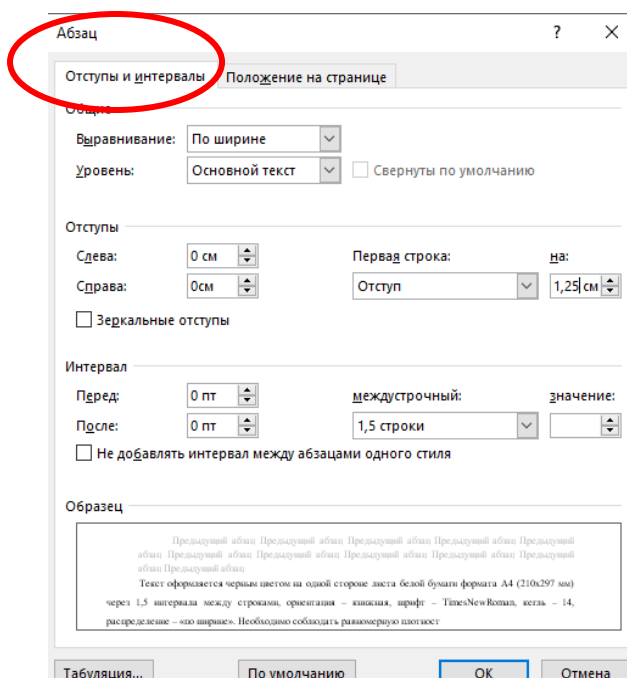 Абзац ? ✕
Отступы и интервалы Положение на странице
Общие
Выравнивание: По ширине
Уровень: Основной текст Свернуты по умолчанию
Отступы
Слева: 0 см Первая строка: на:
Справа: 0см Отступ 1,25 см
Зеркальные отступы
Интервал
Перед: 0 пт междустрочный: значение:
После: 0 пт 1,5 строки
Не добавлять интервал между абзацами одного стиля
Образец
Предыдущий абзац Предыдущий абзац Предыдущий абзац Предыдущий абзац Предыдущий
абзац Предыдущий абзац Предыдущий абзац Предыдущий абзац Предыдущий абзац Предыдущий
абзац Предыдущий абзац
Текст оформляется черным цветом на одной стороне листа белой бумаги формата А4 (210x297 мм)
через 1,5 интервала между строками, ориентация – книжная, шрифт – TimesNewRoman, кегль – 14,
распределение – «по ширине». Необходимо соблюдать равномерную плотност
Табуляция... По умолчанию ОК Отмена